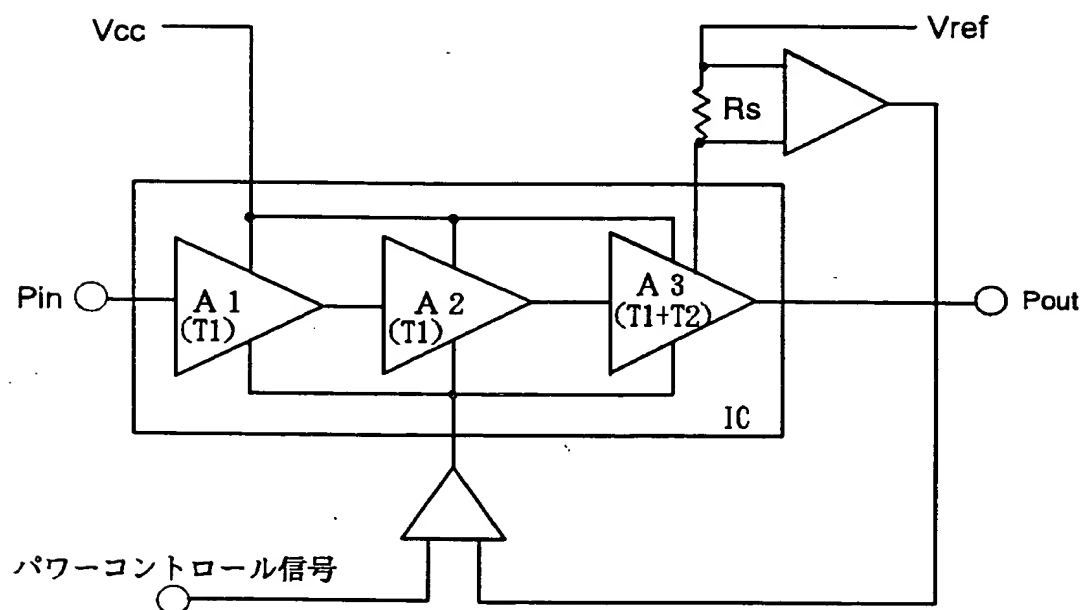 Vcc
Vref
Rs
Pin
A 1
(T1)
A 2
(T1)
A 3
(T1+T2)
Pout
IC
パワーコントロール信号